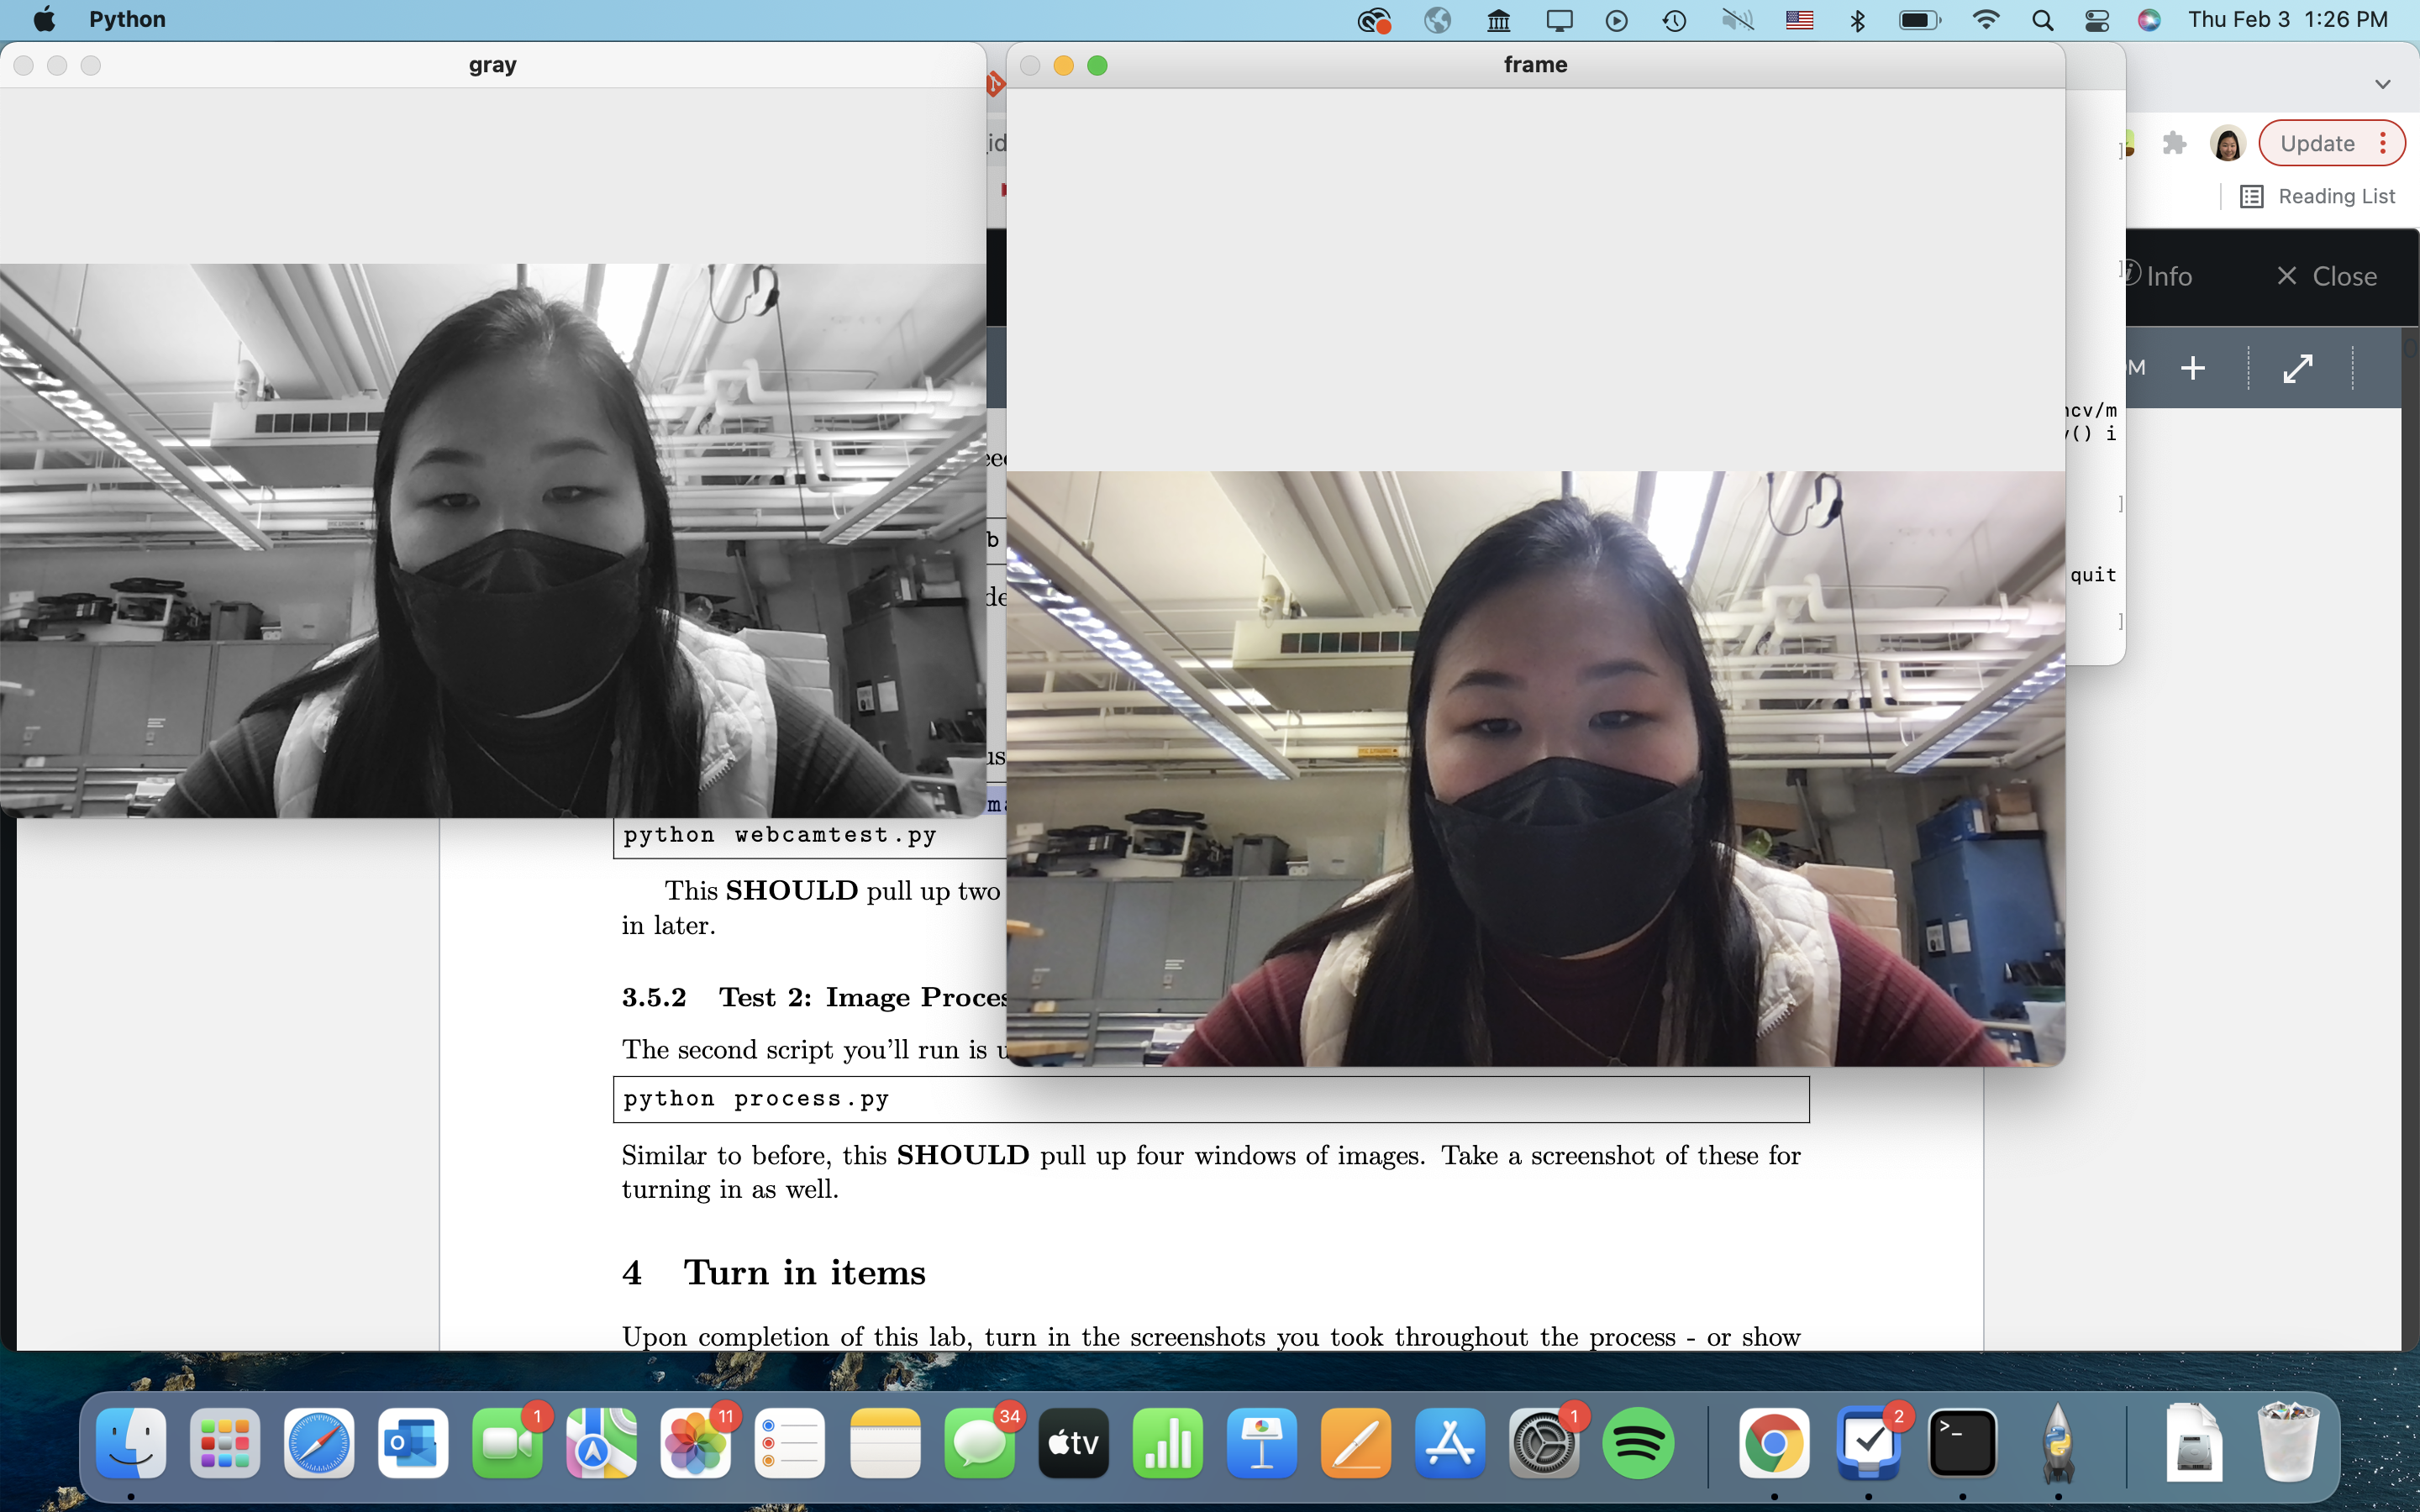 Python
Thu Feb 3 1:26 PM
gray
frame
Update
Reading List
Info
Close
ncv/m
() i
quit
python webcamtest.py
This SHOULD pull up two
in later.
3.5.2 Test 2: Image Proces
The second script you'll run is u
python process.py
Similar to before, this SHOULD pull up four windows of images. Take a screenshot of these for
turning in as well.
4 Turn in items
Upon completion of this lab, turn in the screenshots you took throughout the process - or show
1
11
34
tv
1
2